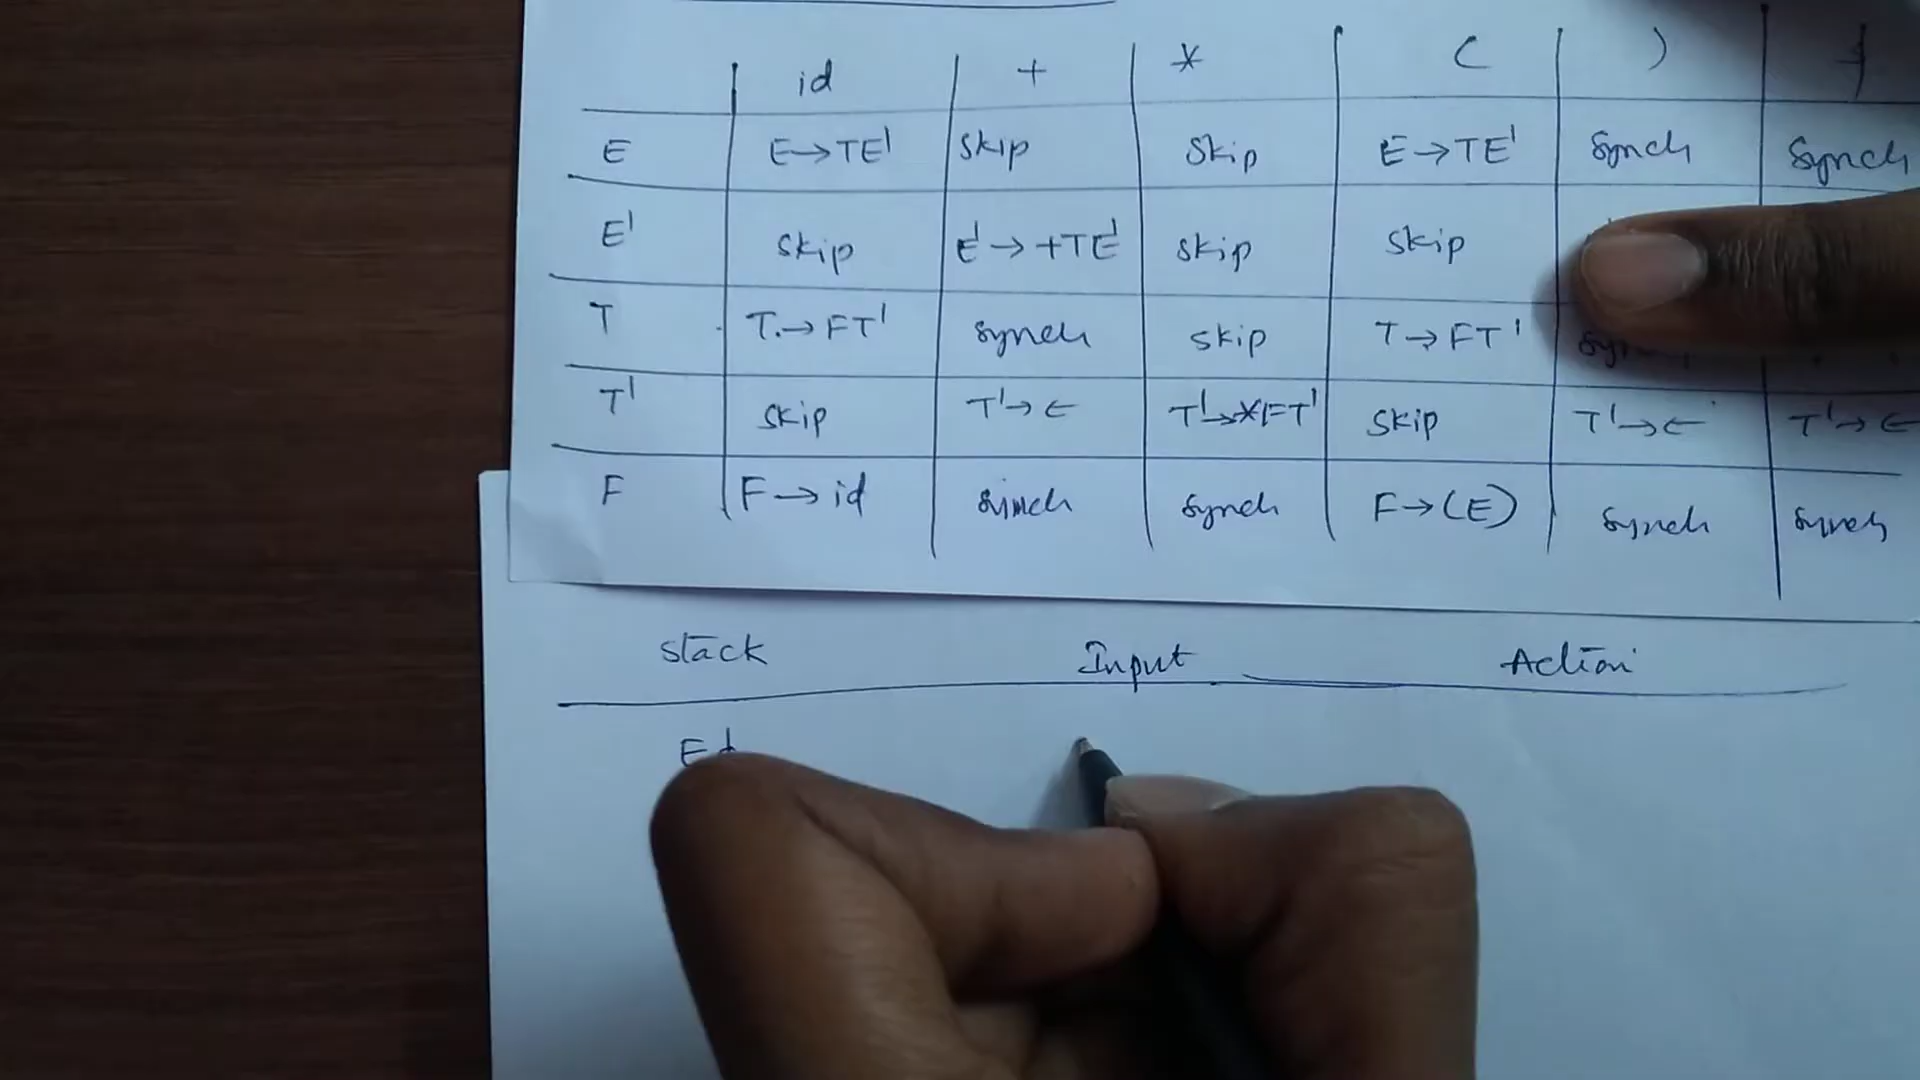 id + * ( ) $
E E→TE' Skip Skip E→TE' Synch Synch
E' Skip E'→+TE' Skip Skip
T T→FT' Synch Skip T→FT'
T' Skip T'→ε T'→*FT' Skip T'→ε T'→ε
F F→id Synch Synch F→(E) Synch Synch
Stack Input Action
E $